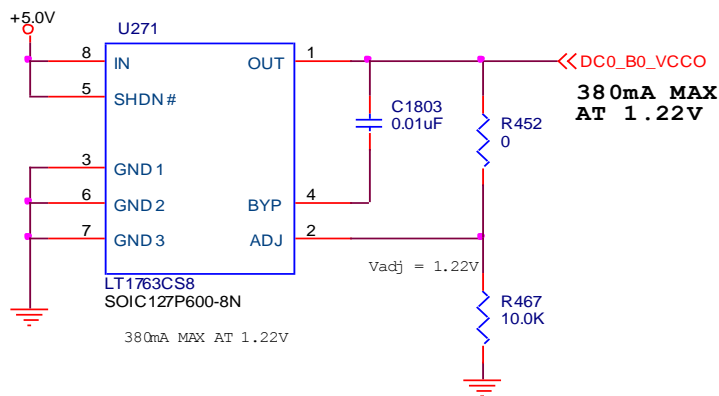 +5.0V
U271
8 IN OUT 1 DC0_B0_VCCO
5 SHDN#
380mA MAX
AT 1.22V
C1803
0.01uF
R452
0
3 GND1
6 GND2 BYP 4
7 GND3 ADJ 2
Vadj = 1.22V
LT1763CS8
SOIC127P600-8N
R467
10.0K
380mA MAX AT 1.22V